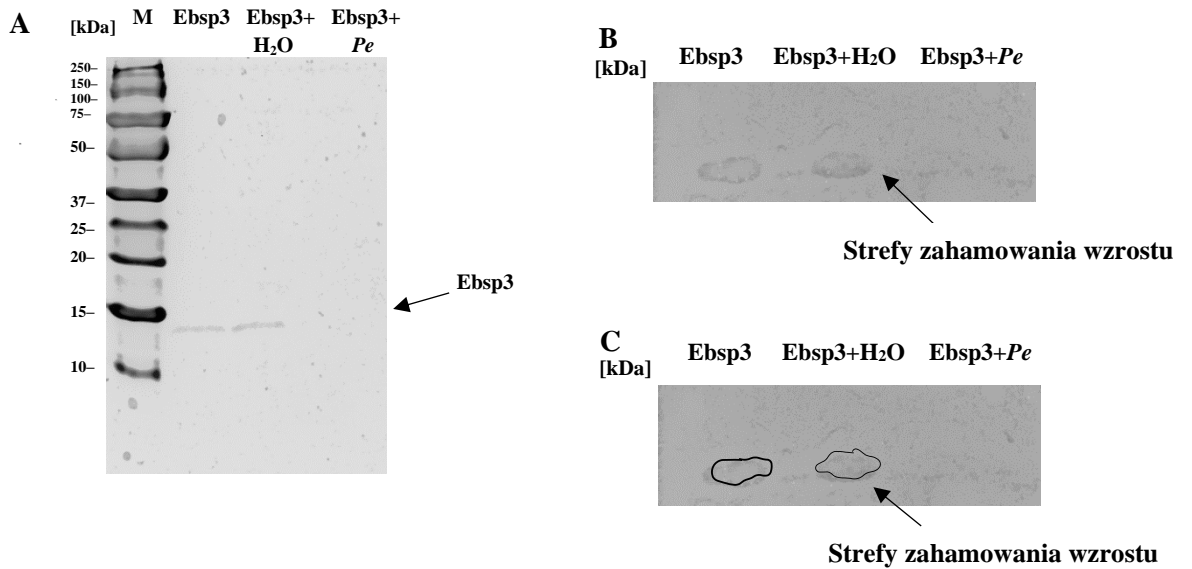 A
[kDa] M Ebsp3 Ebsp3+ Ebsp3+
H₂O Pe
250–
150–
100–
75–
50–
37–
25–
20–
15–
10–
Ebsp3
B
[kDa] Ebsp3 Ebsp3+H₂O Ebsp3+Pe
Strefy zahamowania wzrostu
C
[kDa] Ebsp3 Ebsp3+H₂O Ebsp3+Pe
Strefy zahamowania wzrostu